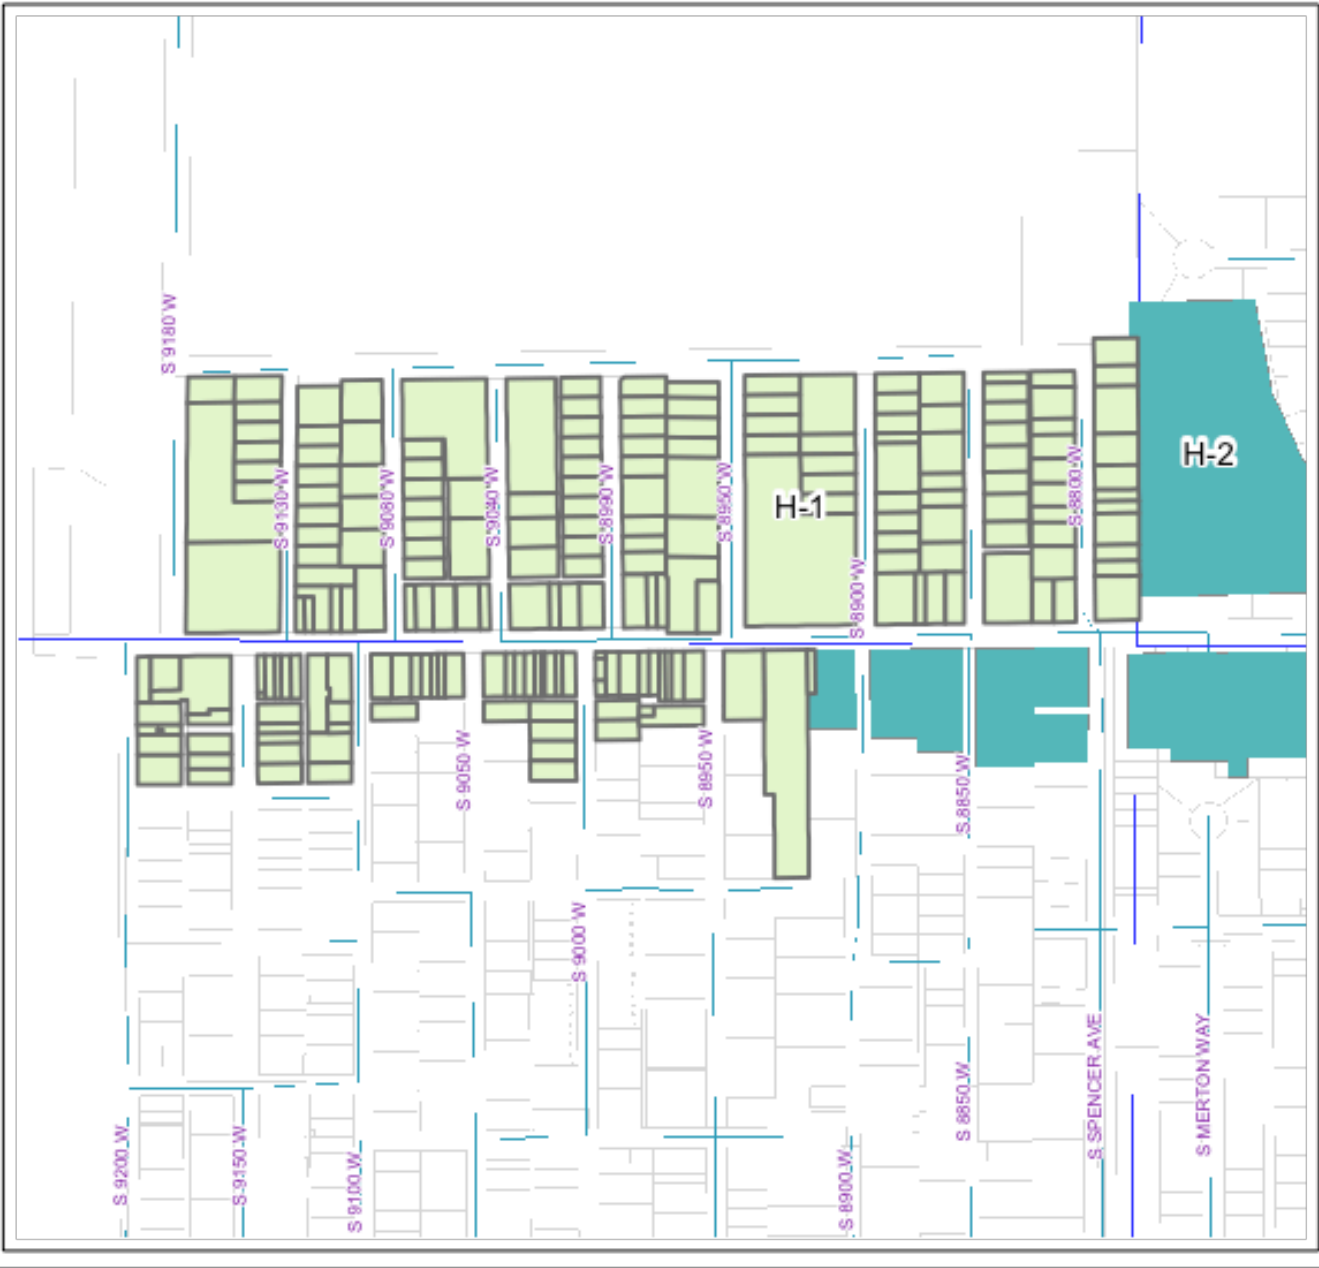 S 9180 W
H-2
S 9130 W
S 9080 W
S 9040 W
S 8990 W
S 8950 W
H-1
S 8800 W
S 8900 W
S 9050 W
S 8950 W
S 8850 W
S 9000 W
S 8850 W
S SPENCER AVE
S MERTON WAY
S 9200 W
S 9150 W
S 9100 W
S 8900 W